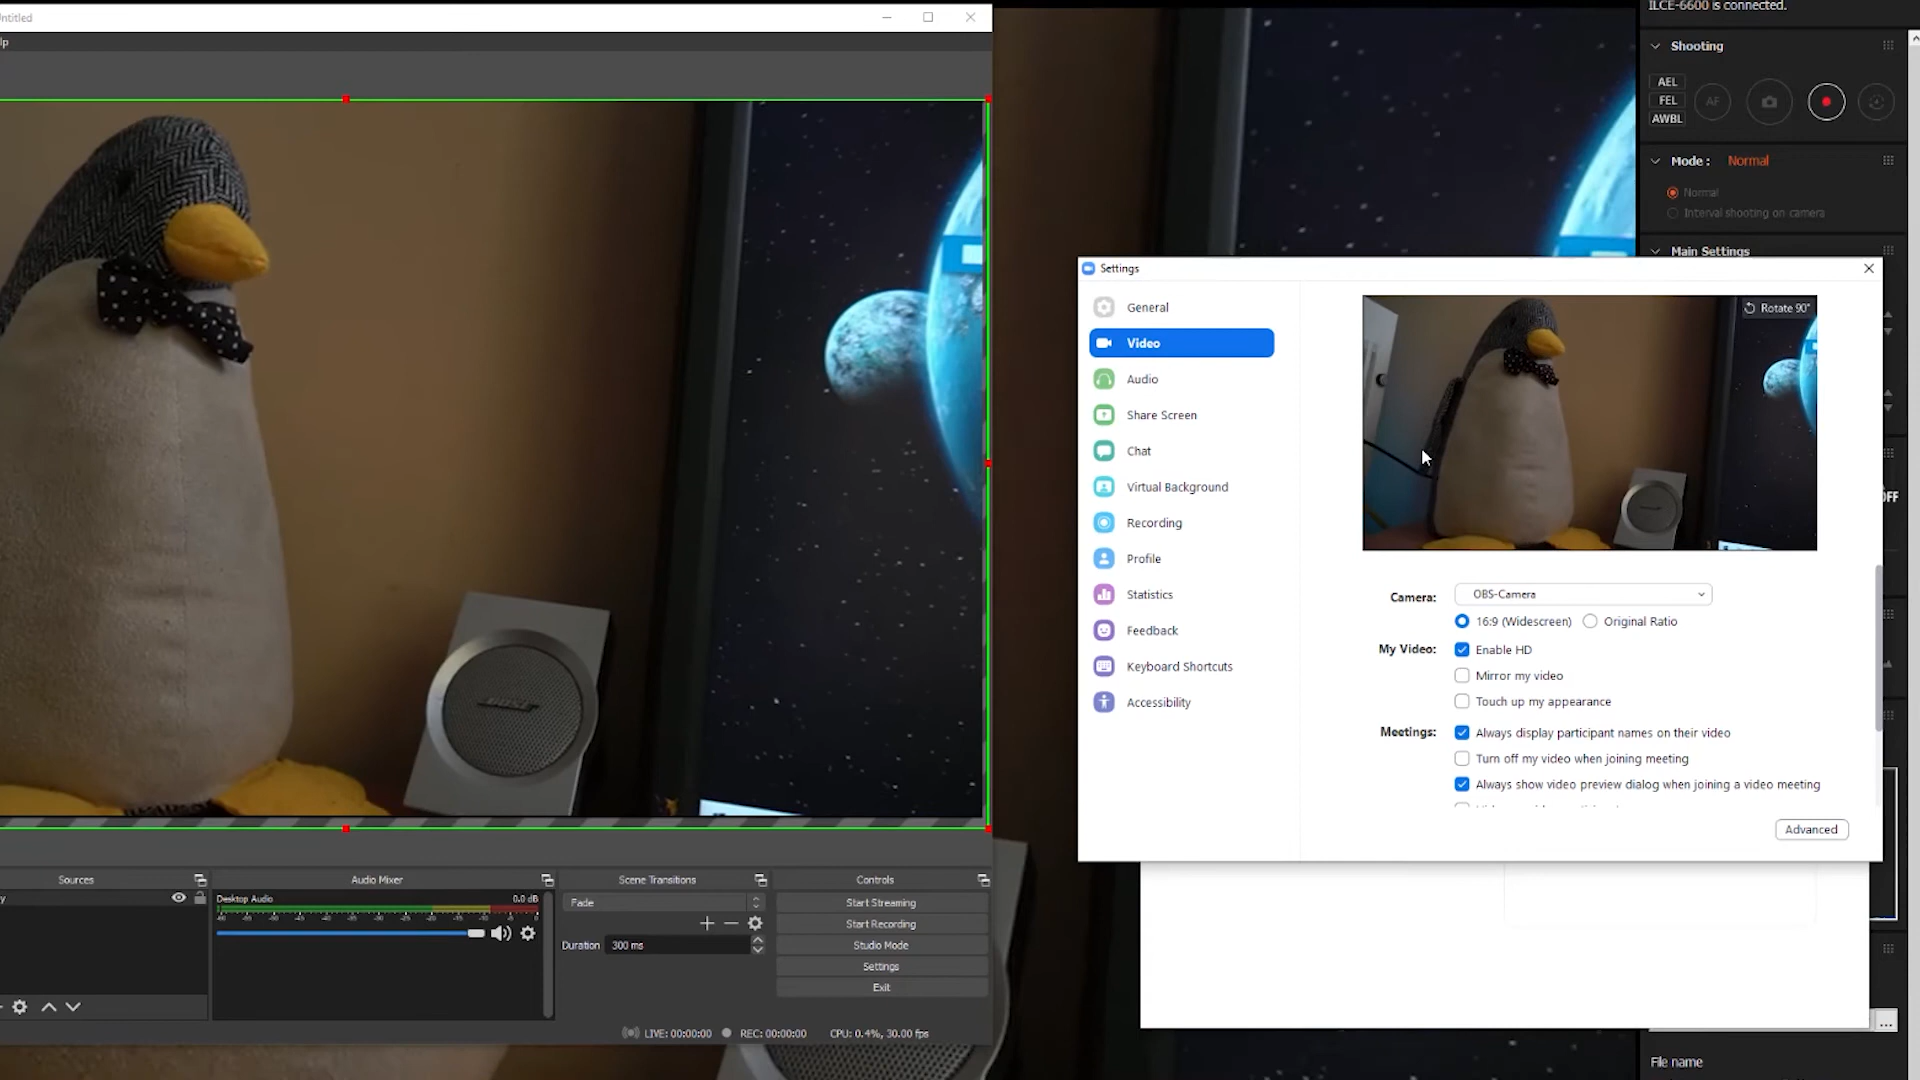 Untitled
lp
Sources
y
Audio Mixer
Desktop Audio
0.0 dB
Scene Transitions
Fade
Duration
300 ms
Controls
Start Streaming
Start Recording
Studio Mode
Settings
Exit
LIVE: 00:00:00
REC: 00:00:00
CPU: 0.4%, 30.00 fps
BOSE
Settings
General
Video
Audio
Share Screen
Chat
Virtual Background
Recording
Profile
Statistics
Feedback
Keyboard Shortcuts
Accessibility
Rotate 90°
Camera:
OBS-Camera
16:9 (Widescreen)
Original Ratio
My Video:
Enable HD
Mirror my video
Touch up my appearance
Meetings:
Always display participant names on their video
Turn off my video when joining meeting
Always show video preview dialog when joining a video meeting
Advanced
ILCE-6600 is connected.
Shooting
AEL
FEL
AWBL
AF
Mode : Normal
Normal
Interval shooting on camera
Main Settings
OFF
...
File name